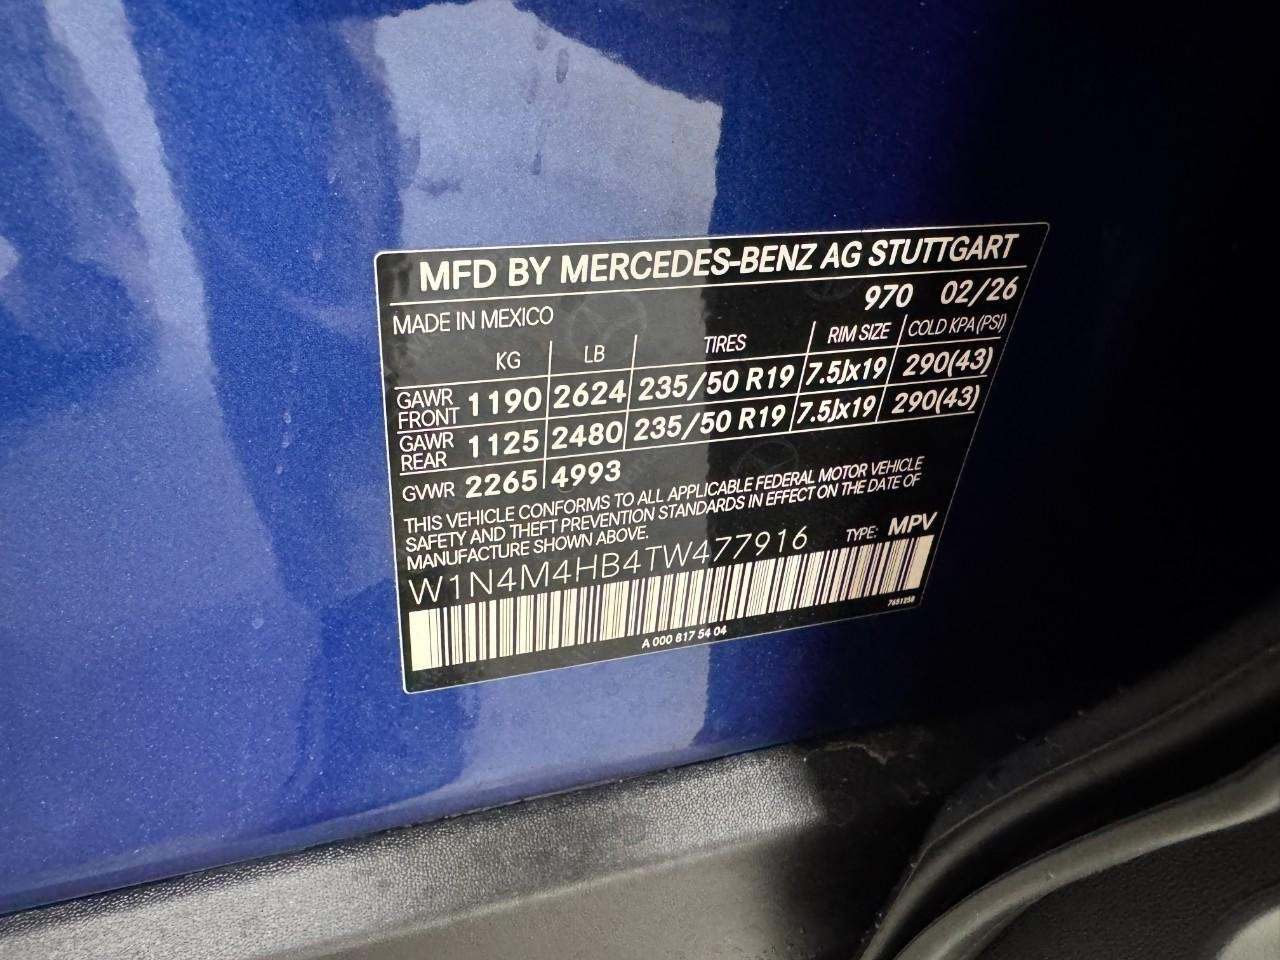 MFD BY MERCEDES-BENZ AG STUTTGART
970 02/26
MADE IN MEXICO
KG LB TIRES RIM SIZE COLD KPA(PSI)
GAWR FRONT 1190 2624 235/50 R19 7.5Jx19 290(43)
GAWR REAR 1125 2480 235/50 R19 7.5Jx19 290(43)
GVWR 2265 4993
THIS VEHICLE CONFORMS TO ALL APPLICABLE FEDERAL MOTOR VEHICLE
SAFETY AND THEFT PREVENTION STANDARDS IN EFFECT ON THE DATE OF
MANUFACTURE SHOWN ABOVE.
W1N4M4HB4TW477916 TYPE: MPV
A 000 817 54 04
7651258